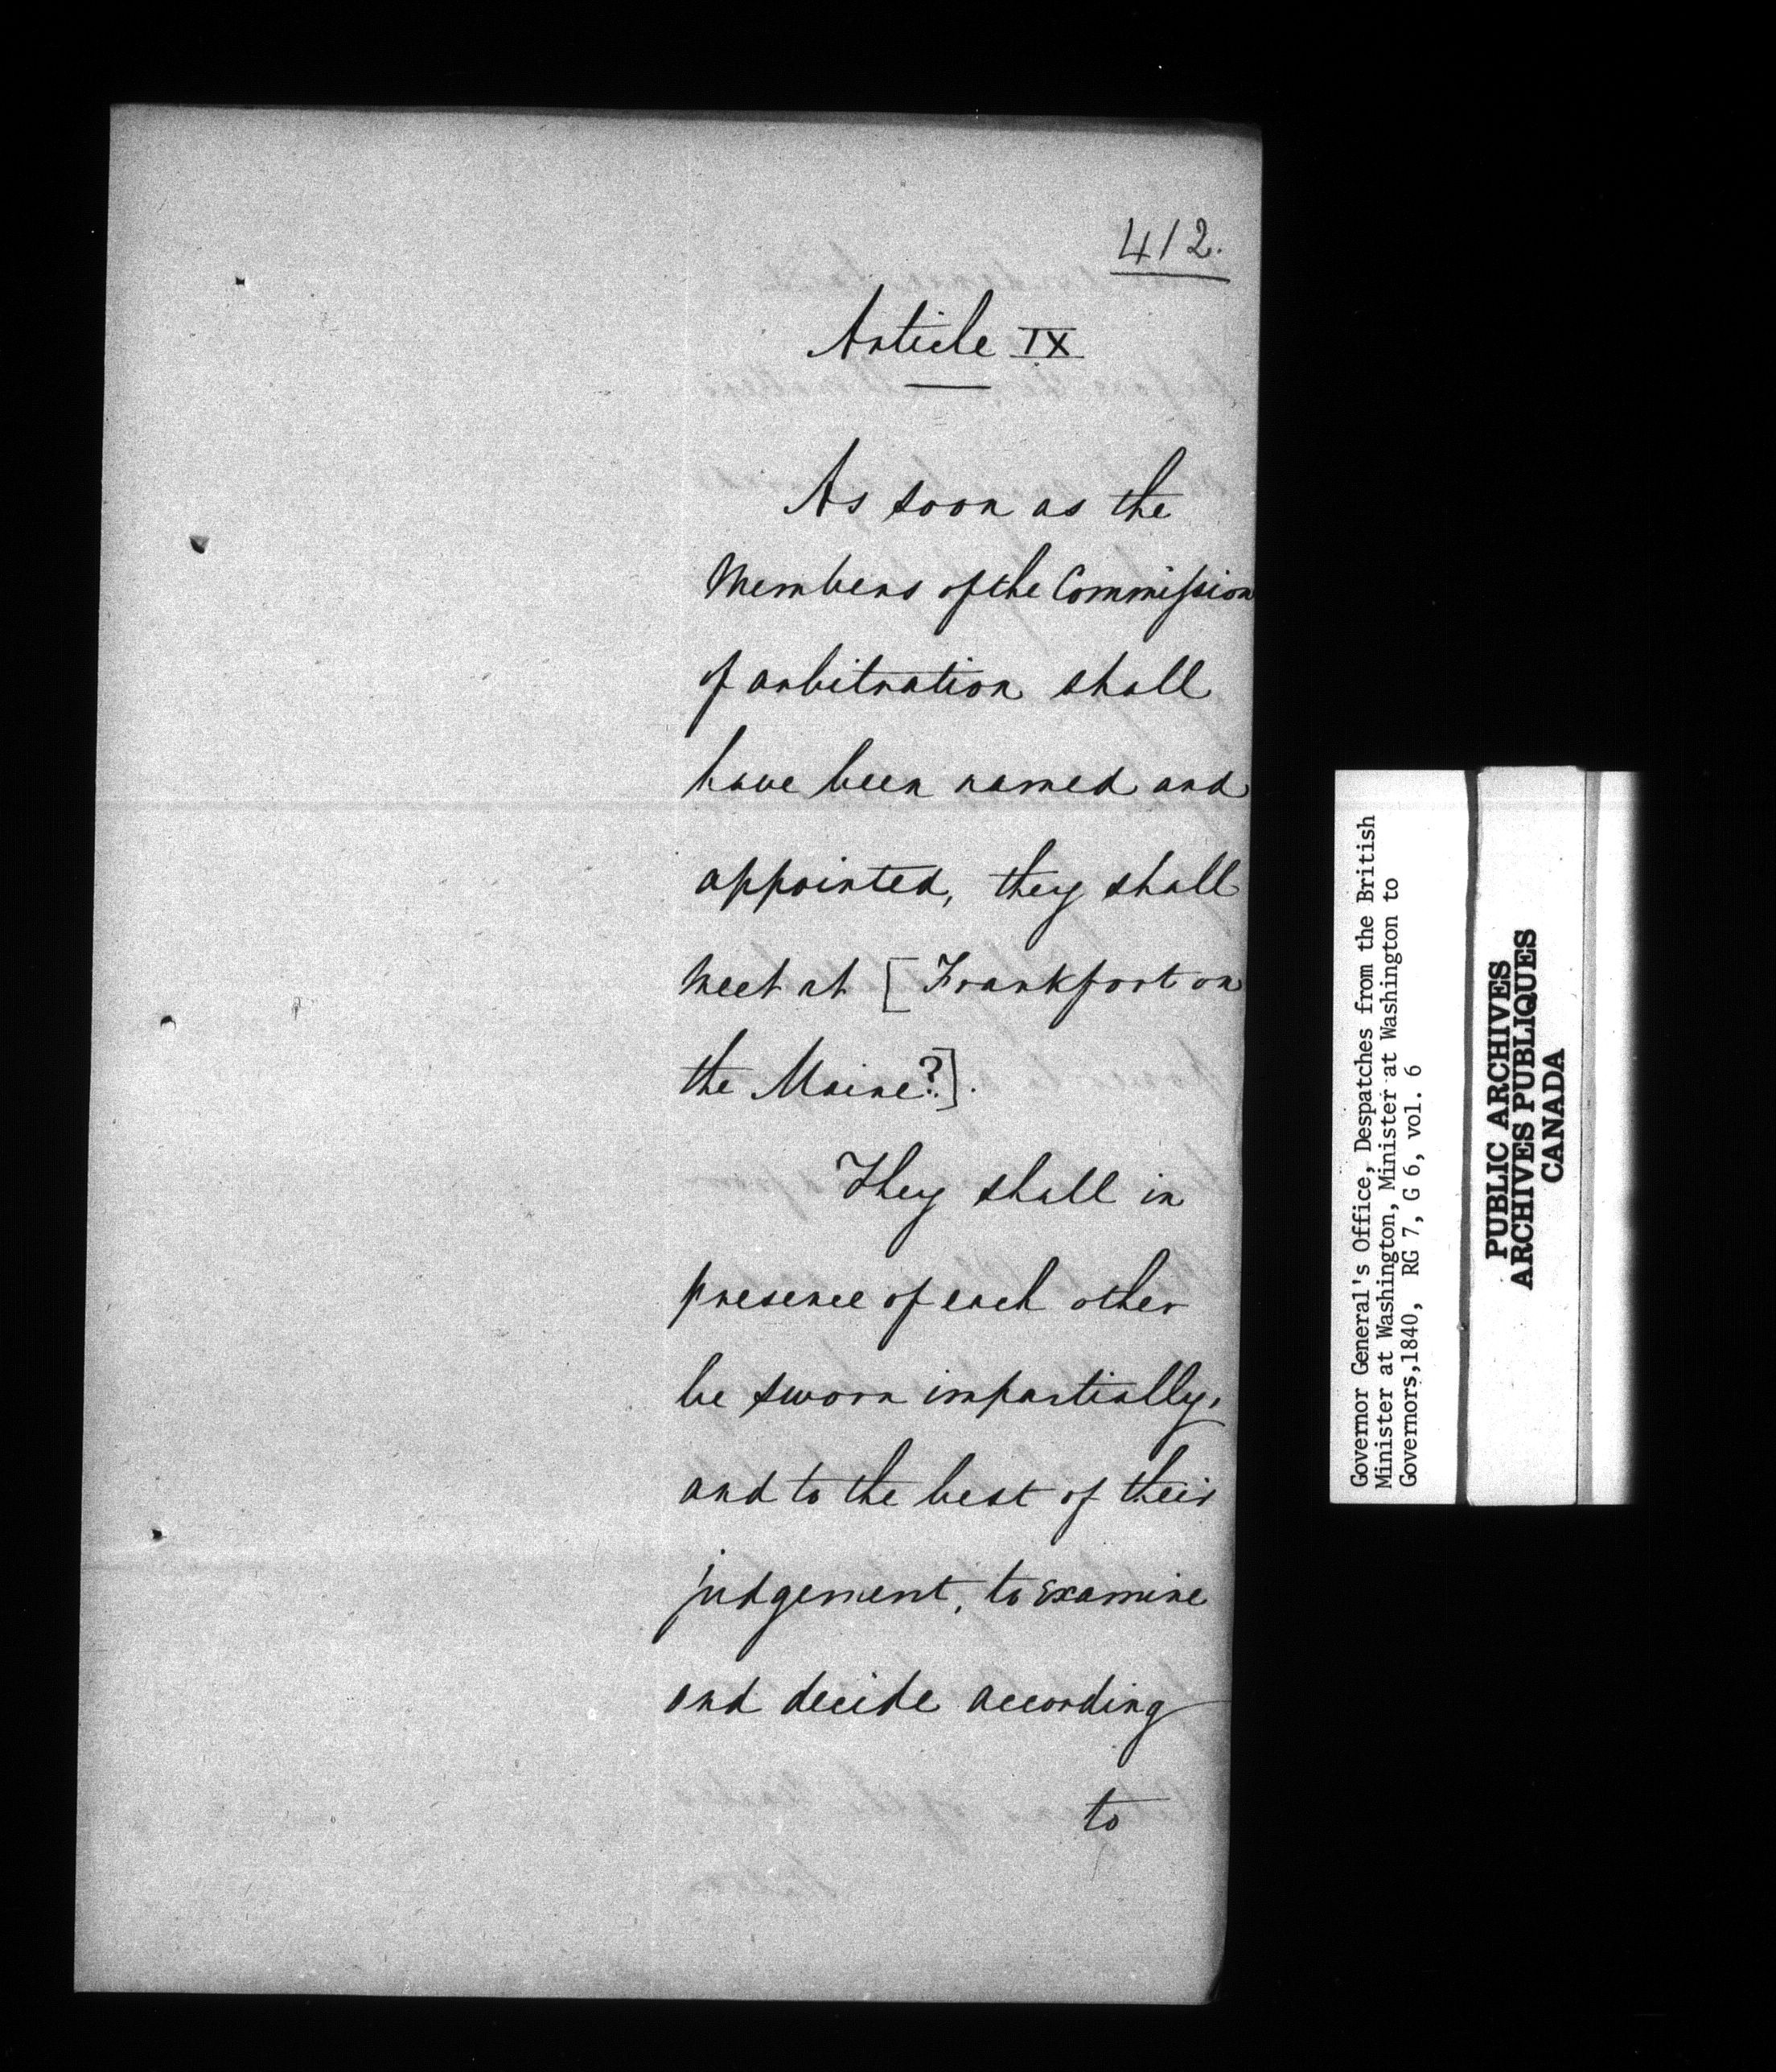 412.
Article IX
As soon as the
Members of the Commission
of arbitration shall
have been named and
appointed, they shall
meet at [Frankfort on
the Maine?].
They shall in
presence of each other
be sworn impartially,
and to the best of their
judgement, to examine
and decide according
to
Governor General's Office, Despatches from the British
Minister at Washington, Minister at Washington to
Governors,1840, RG 7, G 6, vol. 6
PUBLIC ARCHIVES
ARCHIVES PUBLIQUES
CANADA